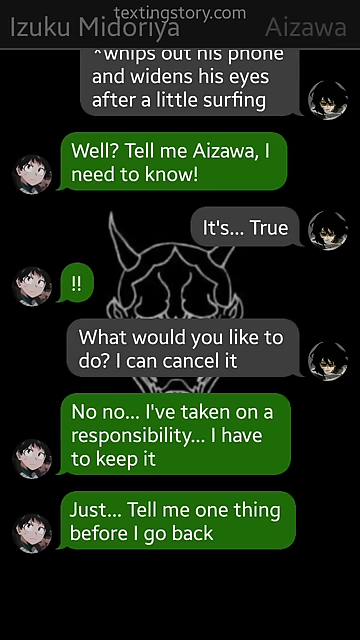 textingstory.com
Izuku Midoriya
Aizawa
*whips out his phone
and widens his eyes
after a little surfing
Well? Tell me Aizawa, I
need to know!
It's... True
!!
What would you like to
do? I can cancel it
No no... I've taken on a
responsibility... I have
to keep it
Just... Tell me one thing
before I go back